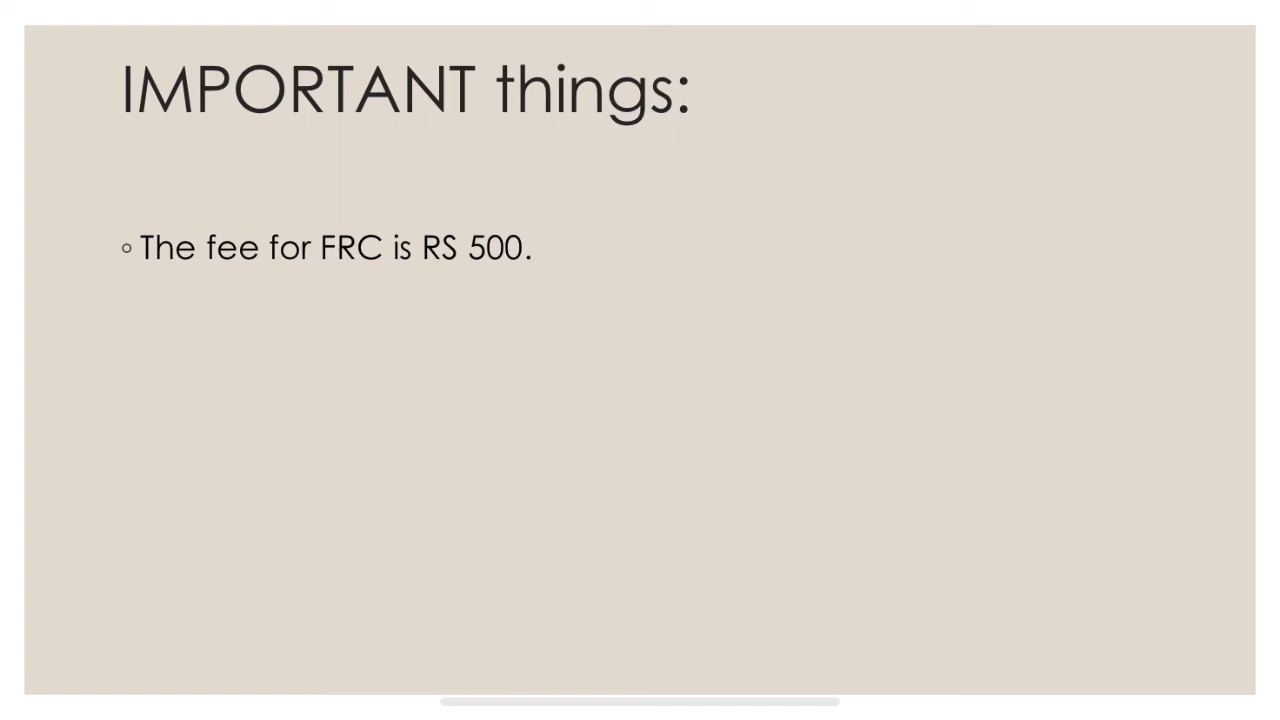 IMPORTANT things:
◦ The fee for FRC is RS 500.